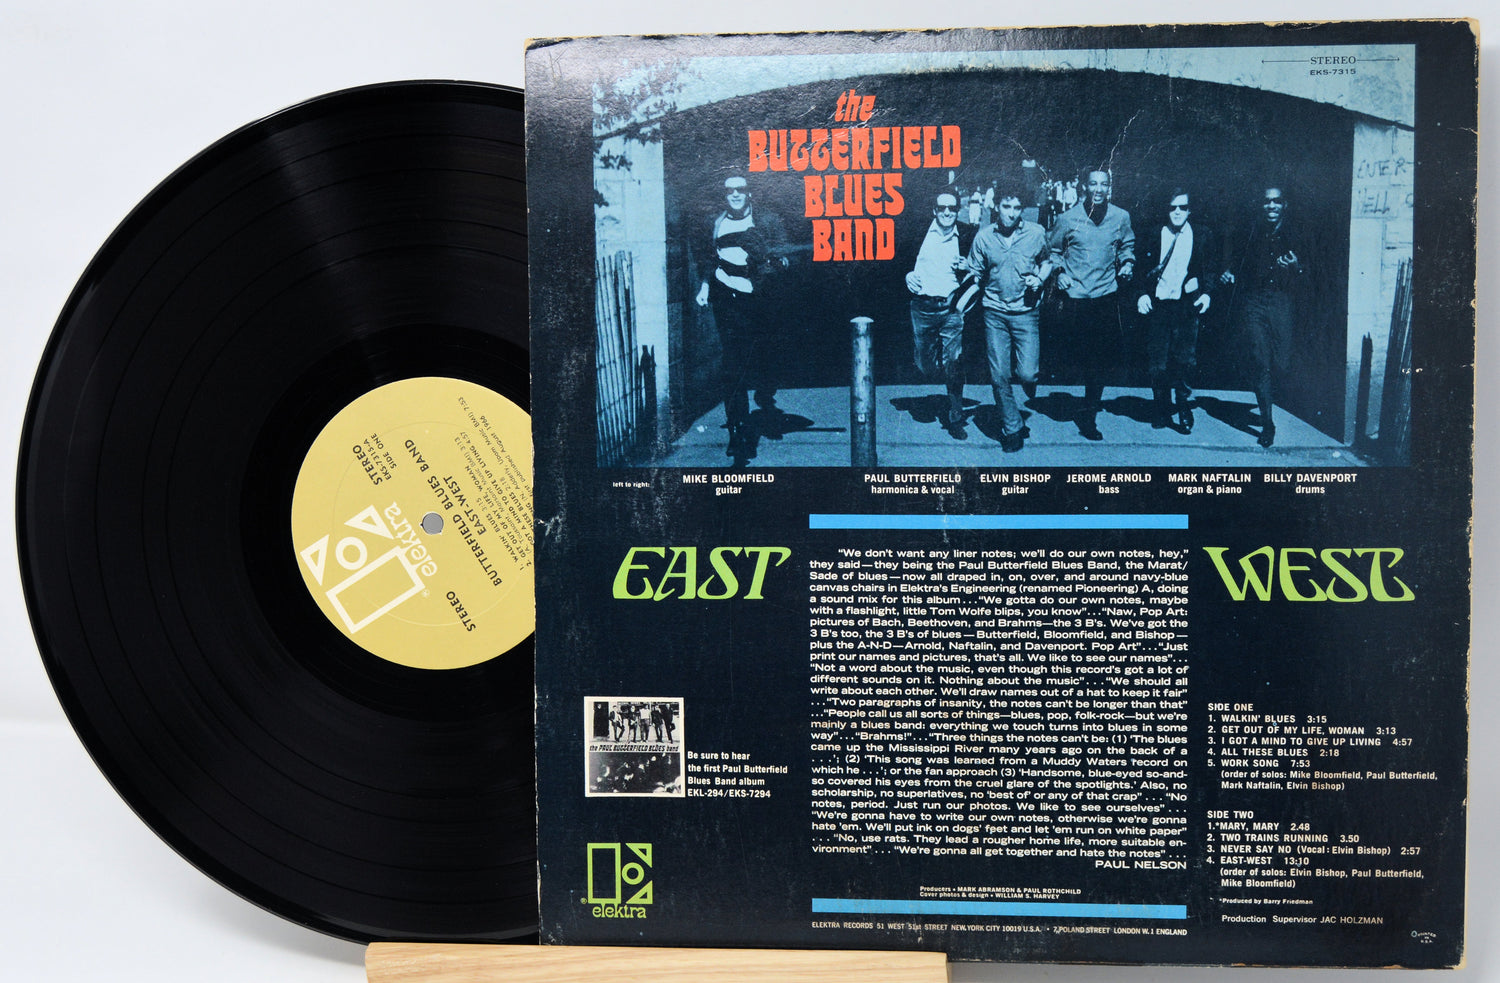 STEREO
EKS-7315
the
BUTTERFIELD
BLUES
BAND
left to right:
MIKE BLOOMFIELD
guitar
PAUL BUTTERFIELD
harmonica & vocal
ELVIN BISHOP
guitar
JEROME ARNOLD
bass
MARK NAFTALIN
organ & piano
BILLY DAVENPORT
drums
EAST
WEST
“We don't want any liner notes; we'll do our own notes, hey,”
they said—they being the Paul Butterfield Blues Band, the Marat/
Sade of blues—now all draped in, on, over, and around navy-blue
canvas chairs in Elektra's Engineering (renamed Pioneering) A, doing
a sound mix for this album...“We gotta do our own notes, maybe
with a flashlight, little Tom Wolfe blips, you know”...“Naw, Pop Art:
pictures of Bach, Beethoven, and Brahms—the 3 B's. We've got the
3 B's too, the 3 B's of blues—Butterfield, Bloomfield, and Bishop—
plus the A-N-D—Arnold, Naftalin, and Davenport. Pop Art”...“Just
print our names and pictures, that's all. We like to see our names”...
“Not a word about the music, even though this record's got a lot of
different sounds on it. Nothing about the music”...“We should all
write about each other. We'll draw names out of a hat to keep it fair”
...“Two paragraphs of insanity, the notes can't be longer than that”
...“People call us all sorts of things—blues, pop, folk-rock—but we're
mainly a blues band: everything we touch turns into blues in some
way”...“Brahms!”...“Three things the notes can't be: (1) ‘The blues
came up the Mississippi River many years ago on the back of a
...’; (2) ‘This song was learned from a Muddy Waters record on
which he ...’; or the fan approach (3) ‘Handsome, blue-eyed so-and-
so covered his eyes from the cruel glare of the spotlights.’ Also, no
scholarship, no superlatives, no ‘best of’ or any of that crap” ... “No
notes, period. Just run our photos. We like to see ourselves” ...
“We're gonna have to write our own notes, otherwise we're gonna
hate 'em. We'll put ink on dogs' feet and let 'em run on white paper”
... “No, use rats. They lead a rougher home life, more suitable en-
vironment” ... “We're gonna all get together and hate the notes” ...
PAUL NELSON
Producers • MARK ABRAMSON & PAUL ROTHCHILD
Cover photos & design • WILLIAM S. HARVEY
ELEKTRA RECORDS 51 WEST 51st STREET NEW YORK CITY 10019 U.S.A. • 7, POLAND STREET LONDON W.1 ENGLAND
the PAUL BUTTERFIELD BLUES band
Be sure to hear
the first Paul Butterfield
Blues Band album
EKL-294/EKS-7294
elektra
SIDE ONE
1. WALKIN' BLUES 3:15
2. GET OUT OF MY LIFE, WOMAN 3:13
3. I GOT A MIND TO GIVE UP LIVING 4:57
4. ALL THESE BLUES 2:18
5. WORK SONG 7:53
(order of solos: Mike Bloomfield, Paul Butterfield,
Mark Naftalin, Elvin Bishop)
SIDE TWO
1.*MARY, MARY 2.48
2. TWO TRAINS RUNNING 3.50
3. NEVER SAY NO (Vocal: Elvin Bishop) 2:57
4. EAST-WEST 13:10
(order of solos: Elvin Bishop, Paul Butterfield,
Mike Bloomfield)
*Produced by Barry Friedman
Production Supervisor JAC HOLZMAN
elektra
STEREO
EKS-7315-A
SIDE ONE
BUTTERFIELD BLUES BAND
EAST-WEST
STEREO
1. WALKIN' BLUES 3:15
2. GET OUT OF MY LIFE, WOMAN